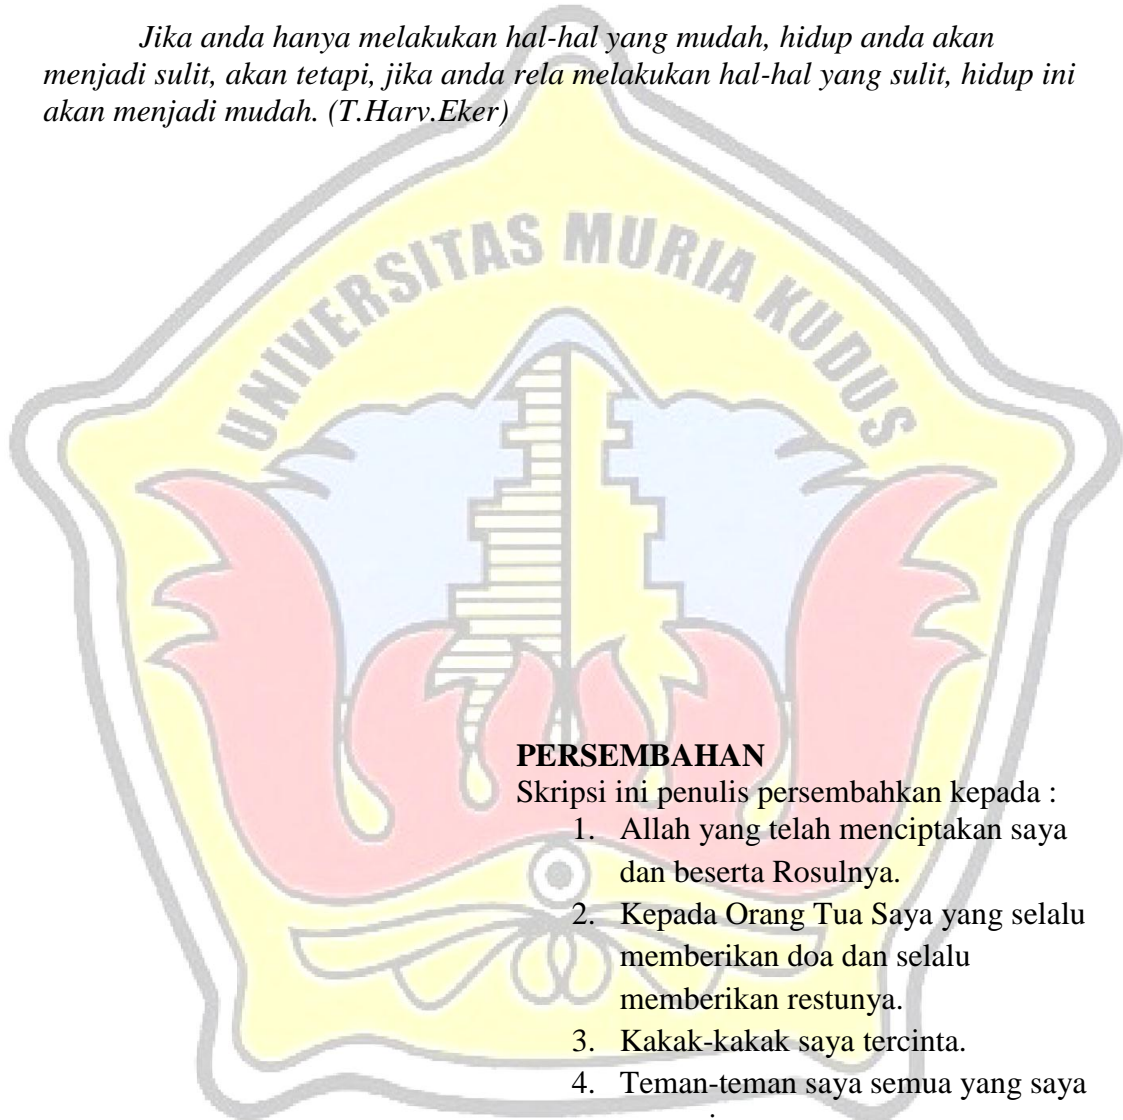 Jika anda hanya melakukan hal-hal yang mudah, hidup anda akan
menjadi sulit, akan tetapi, jika anda rela melakukan hal-hal yang sulit, hidup ini
akan menjadi mudah. (T.Harv.Eker)
UNIVERSITAS MURIA KUDUS
PERSEMBAHAN
Skripsi ini penulis persembahkan kepada :
1. Allah yang telah menciptakan saya
dan beserta Rosulnya.
2. Kepada Orang Tua Saya yang selalu
memberikan doa dan selalu
memberikan restunya.
3. Kakak-kakak saya tercinta.
4. Teman-teman saya semua yang saya